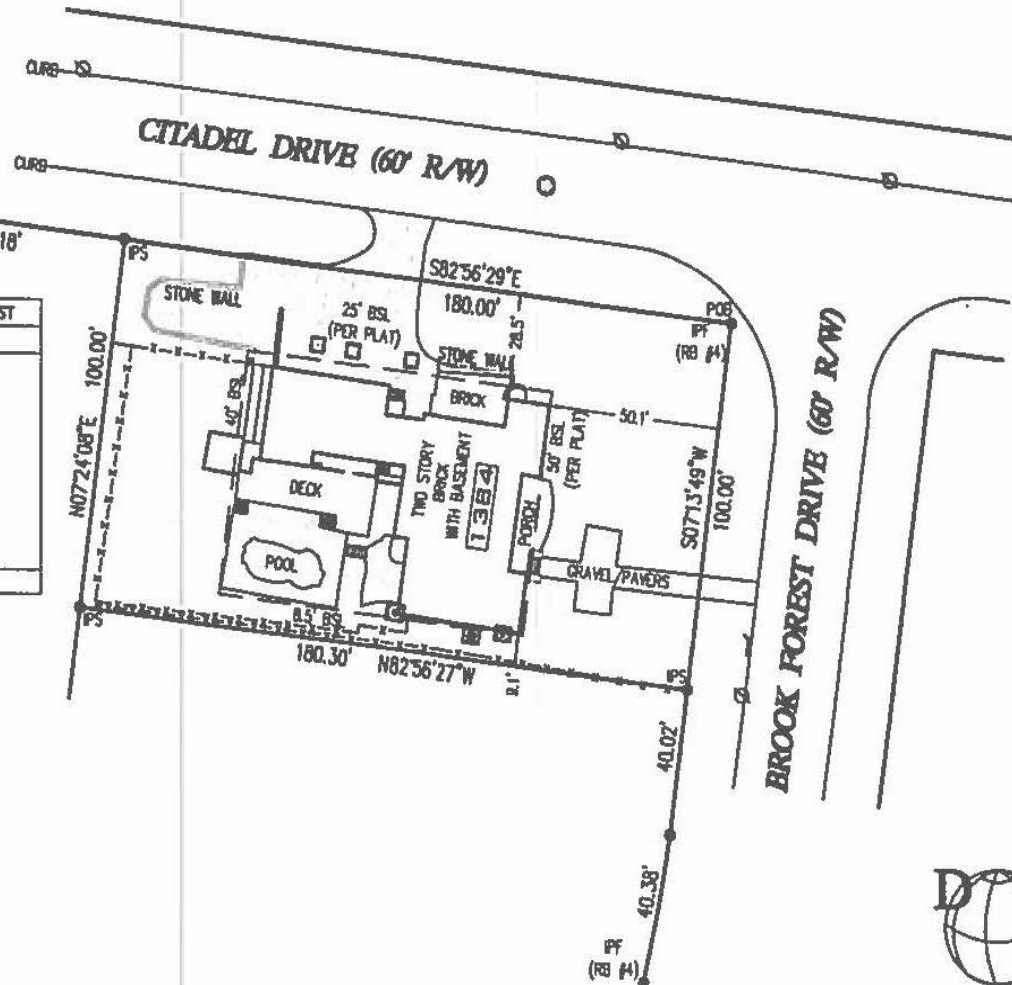 CURB
CITADEL DRIVE (60' R/W)
CURB
18'
IPS
S82°56'29"E
180.00'
STONE WALL
25' BSL
(PER PLAT)
28.5'
POB
IPF
(RB #4)
ST
STONE WALL
BRICK
50.1'
100.00'
N07°24'08"E
40' BSL
50' BSL
(PER PLAT)
TWO STORY
BRICK
WITH BASEMENT
1384
DECK
PORCH
S07°13'49"W
100.00'
POOL
GRAVEL PAVERS
BROOK FOREST DRIVE (60' R/W)
IPS
8.5' BSL
180.30'
N82°56'27"W
9.1'
IPS
40.02'
40.38'
IPF
(RB #4)
D